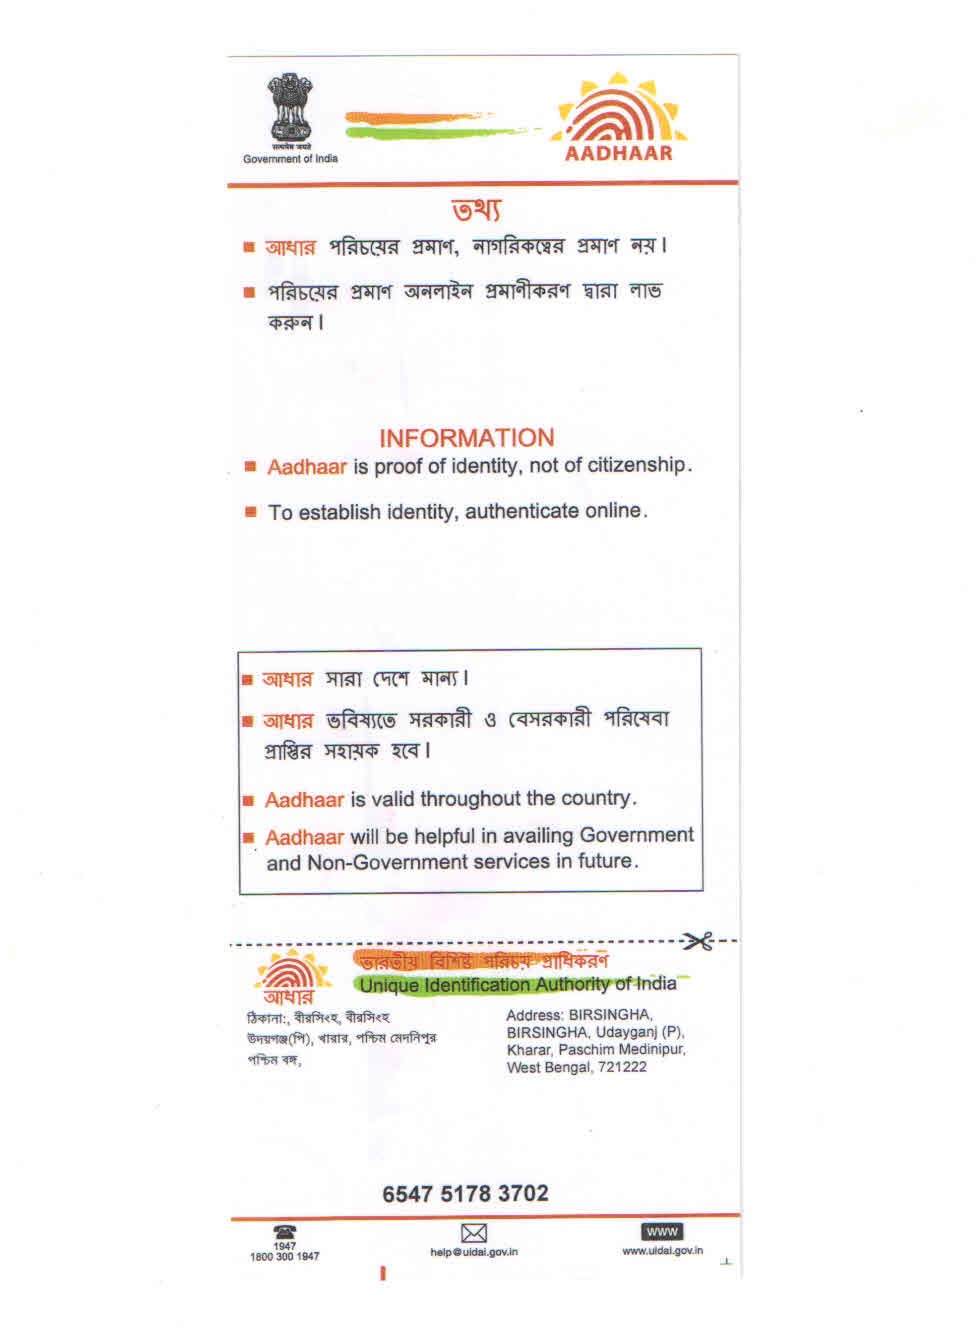 सत्यमेव जयते
Government of India
AADHAAR
তথ্য
আধার পরিচয়ের প্রমাণ, নাগরিকত্বের প্রমাণ নয়।
পরিচয়ের প্রমাণ অনলাইন প্রমাণীকরণ দ্বারা লাভ
করুন।
INFORMATION
Aadhaar is proof of identity, not of citizenship.
To establish identity, authenticate online.
আধার সারা দেশে মান্য।
আধার ভবিষ্যতে সরকারী ও বেসরকারী পরিষেবা
প্রাপ্তির সহায়ক হবে।
Aadhaar is valid throughout the country.
Aadhaar will be helpful in availing Government
and Non-Government services in future.
ভারতীয় বিশিষ্ট পরিচয় প্রাধিকরণ
Unique Identification Authority of India
আধার
ঠিকানা:, বীরসিংহ, বীরসিংহ
উদয়গঞ্জ(পি), খারার, পশ্চিম মেদনিপুর
পশ্চিম বঙ্গ,
Address: BIRSINGHA,
BIRSINGHA, Udayganj (P),
Kharar, Paschim Medinipur,
West Bengal, 721222
6547 5178 3702
1947
1800 300 1947
help@uidai.gov.in
www
www.uidai.gov.in